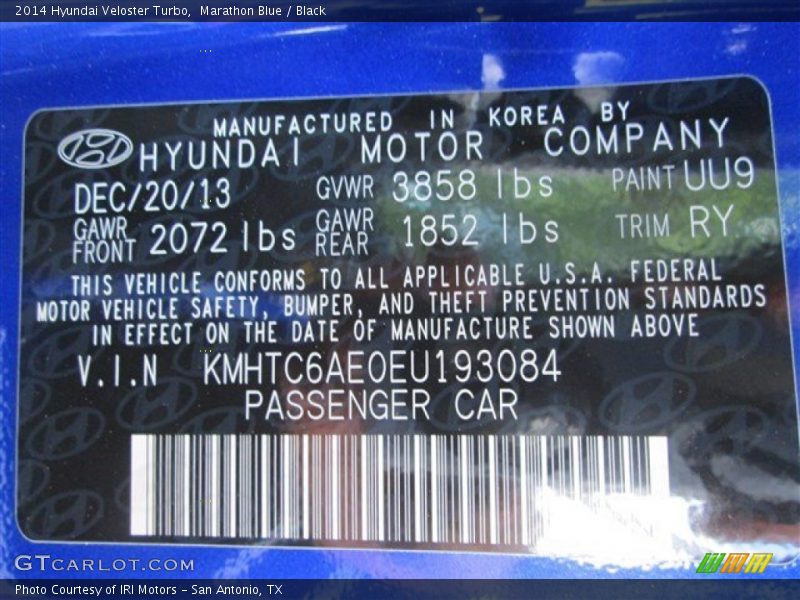 2014 Hyundai Veloster Turbo, Marathon Blue / Black
MANUFACTURED IN KOREA BY
HYUNDAI MOTOR COMPANY
DEC/20/13 GVWR 3858 lbs PAINT UU9
GAWR FRONT 2072 lbs GAWR REAR 1852 lbs TRIM RY
THIS VEHICLE CONFORMS TO ALL APPLICABLE U.S.A. FEDERAL
MOTOR VEHICLE SAFETY, BUMPER, AND THEFT PREVENTION STANDARDS
IN EFFECT ON THE DATE OF MANUFACTURE SHOWN ABOVE
V.I.N KMHTC6AE0EU193084
PASSENGER CAR
GTCARLOT.COM
Photo Courtesy of IRI Motors - San Antonio, TX